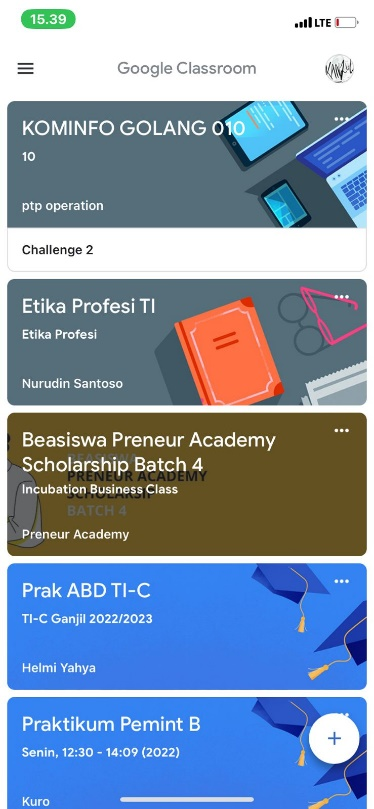 15.39
LTE
Google Classroom
KOMINFO GOLANG 010
10
ptp operation
Challenge 2
Etika Profesi TI
Etika Profesi
Nurudin Santoso
Beasiswa Preneur Academy
Scholarship Batch 4
Incubation Business Class
BEASISWA
PRENEUR ACADEMY
SCHOLARSIP
BATCH 4
Preneur Academy
Prak ABD TI-C
TI-C Ganjil 2022/2023
Helmi Yahya
Praktikum Pemint B
Senin, 12:30 - 14:09 (2022)
Kuro